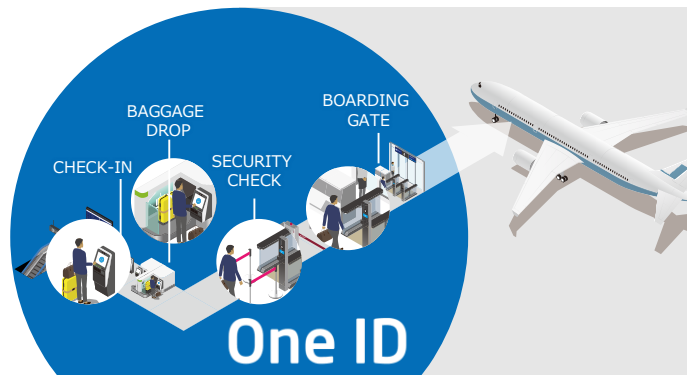 CHECK-IN
BAGGAGE
DROP
SECURITY
CHECK
BOARDING
GATE
One ID